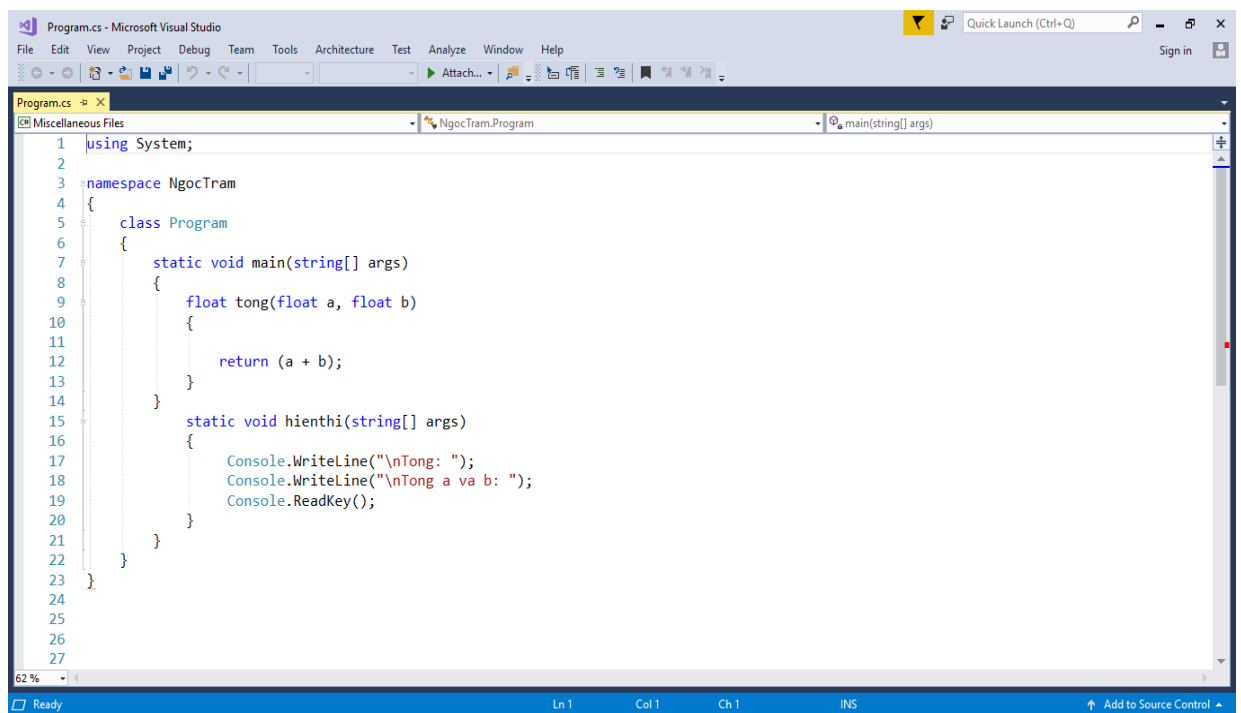 Program.cs - Microsoft Visual Studio
Quick Launch (Ctrl+Q)
File Edit View Project Debug Team Tools Architecture Test Analyze Window Help
Sign in
Attach...
Program.cs
C# Miscellaneous Files
NgocTram.Program
main(string[] args)
1 using System;
2
3 namespace NgocTram
4 {
5 class Program
6 {
7 static void main(string[] args)
8 {
9 float tong(float a, float b)
10 {
11
12 return (a + b);
13 }
14 }
15 static void hienthi(string[] args)
16 {
17 Console.WriteLine("\nTong: ");
18 Console.WriteLine("\nTong a va b: ");
19 Console.ReadKey();
20 }
21 }
22 }
23 }
24
25
26
27
62 %
Ready Ln 1 Col 1 Ch 1 INS Add to Source Control